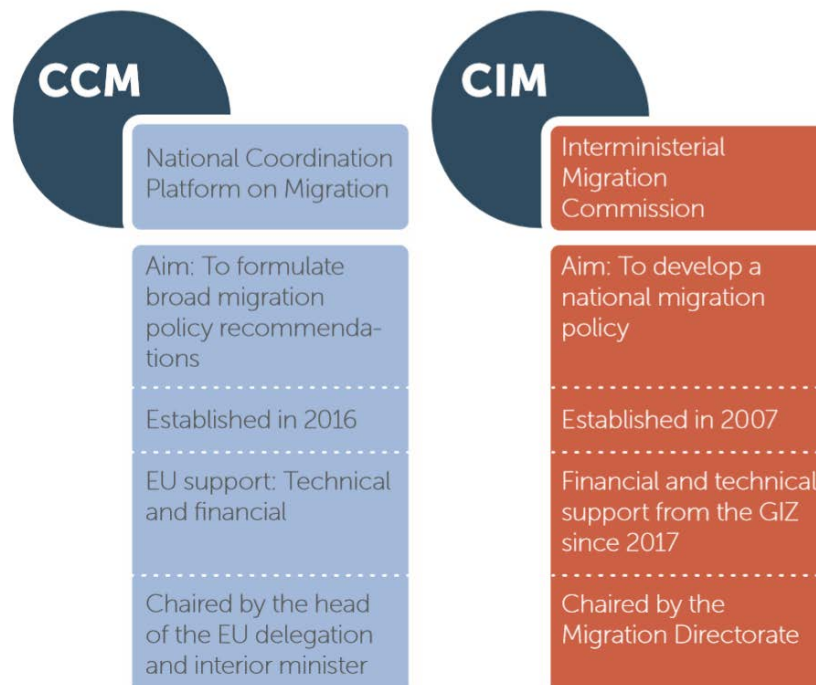 CCM
National Coordination
Platform on Migration
Aim: To formulate
broad migration
policy recommenda-
tions
Established in 2016
EU support: Technical
and financial
Chaired by the head
of the EU delegation
and interior minister
CIM
Interministerial
Migration
Commission
Aim: To develop a
national migration
policy
Established in 2007
Financial and technical
support from the GIZ
since 2017
Chaired by the
Migration Directorate